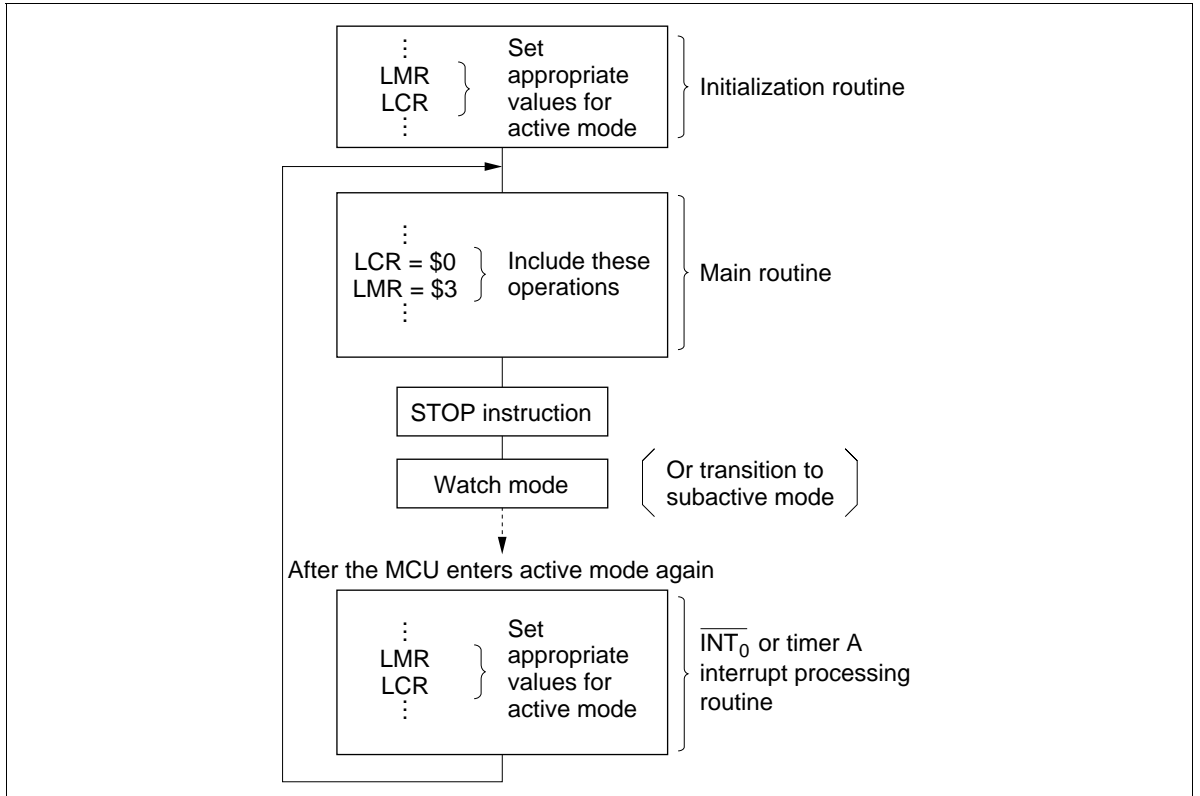 ⋮
LMR
LCR
⋮
Set
appropriate
values for
active mode
Initialization routine
⋮
LCR = $0
LMR = $3
⋮
Include these
operations
Main routine
STOP instruction
Watch mode
Or transition to
subactive mode
After the MCU enters active mode again
⋮
LMR
LCR
⋮
Set
appropriate
values for
active mode
I̅N̅T̅₀ or timer A
interrupt processing
routine